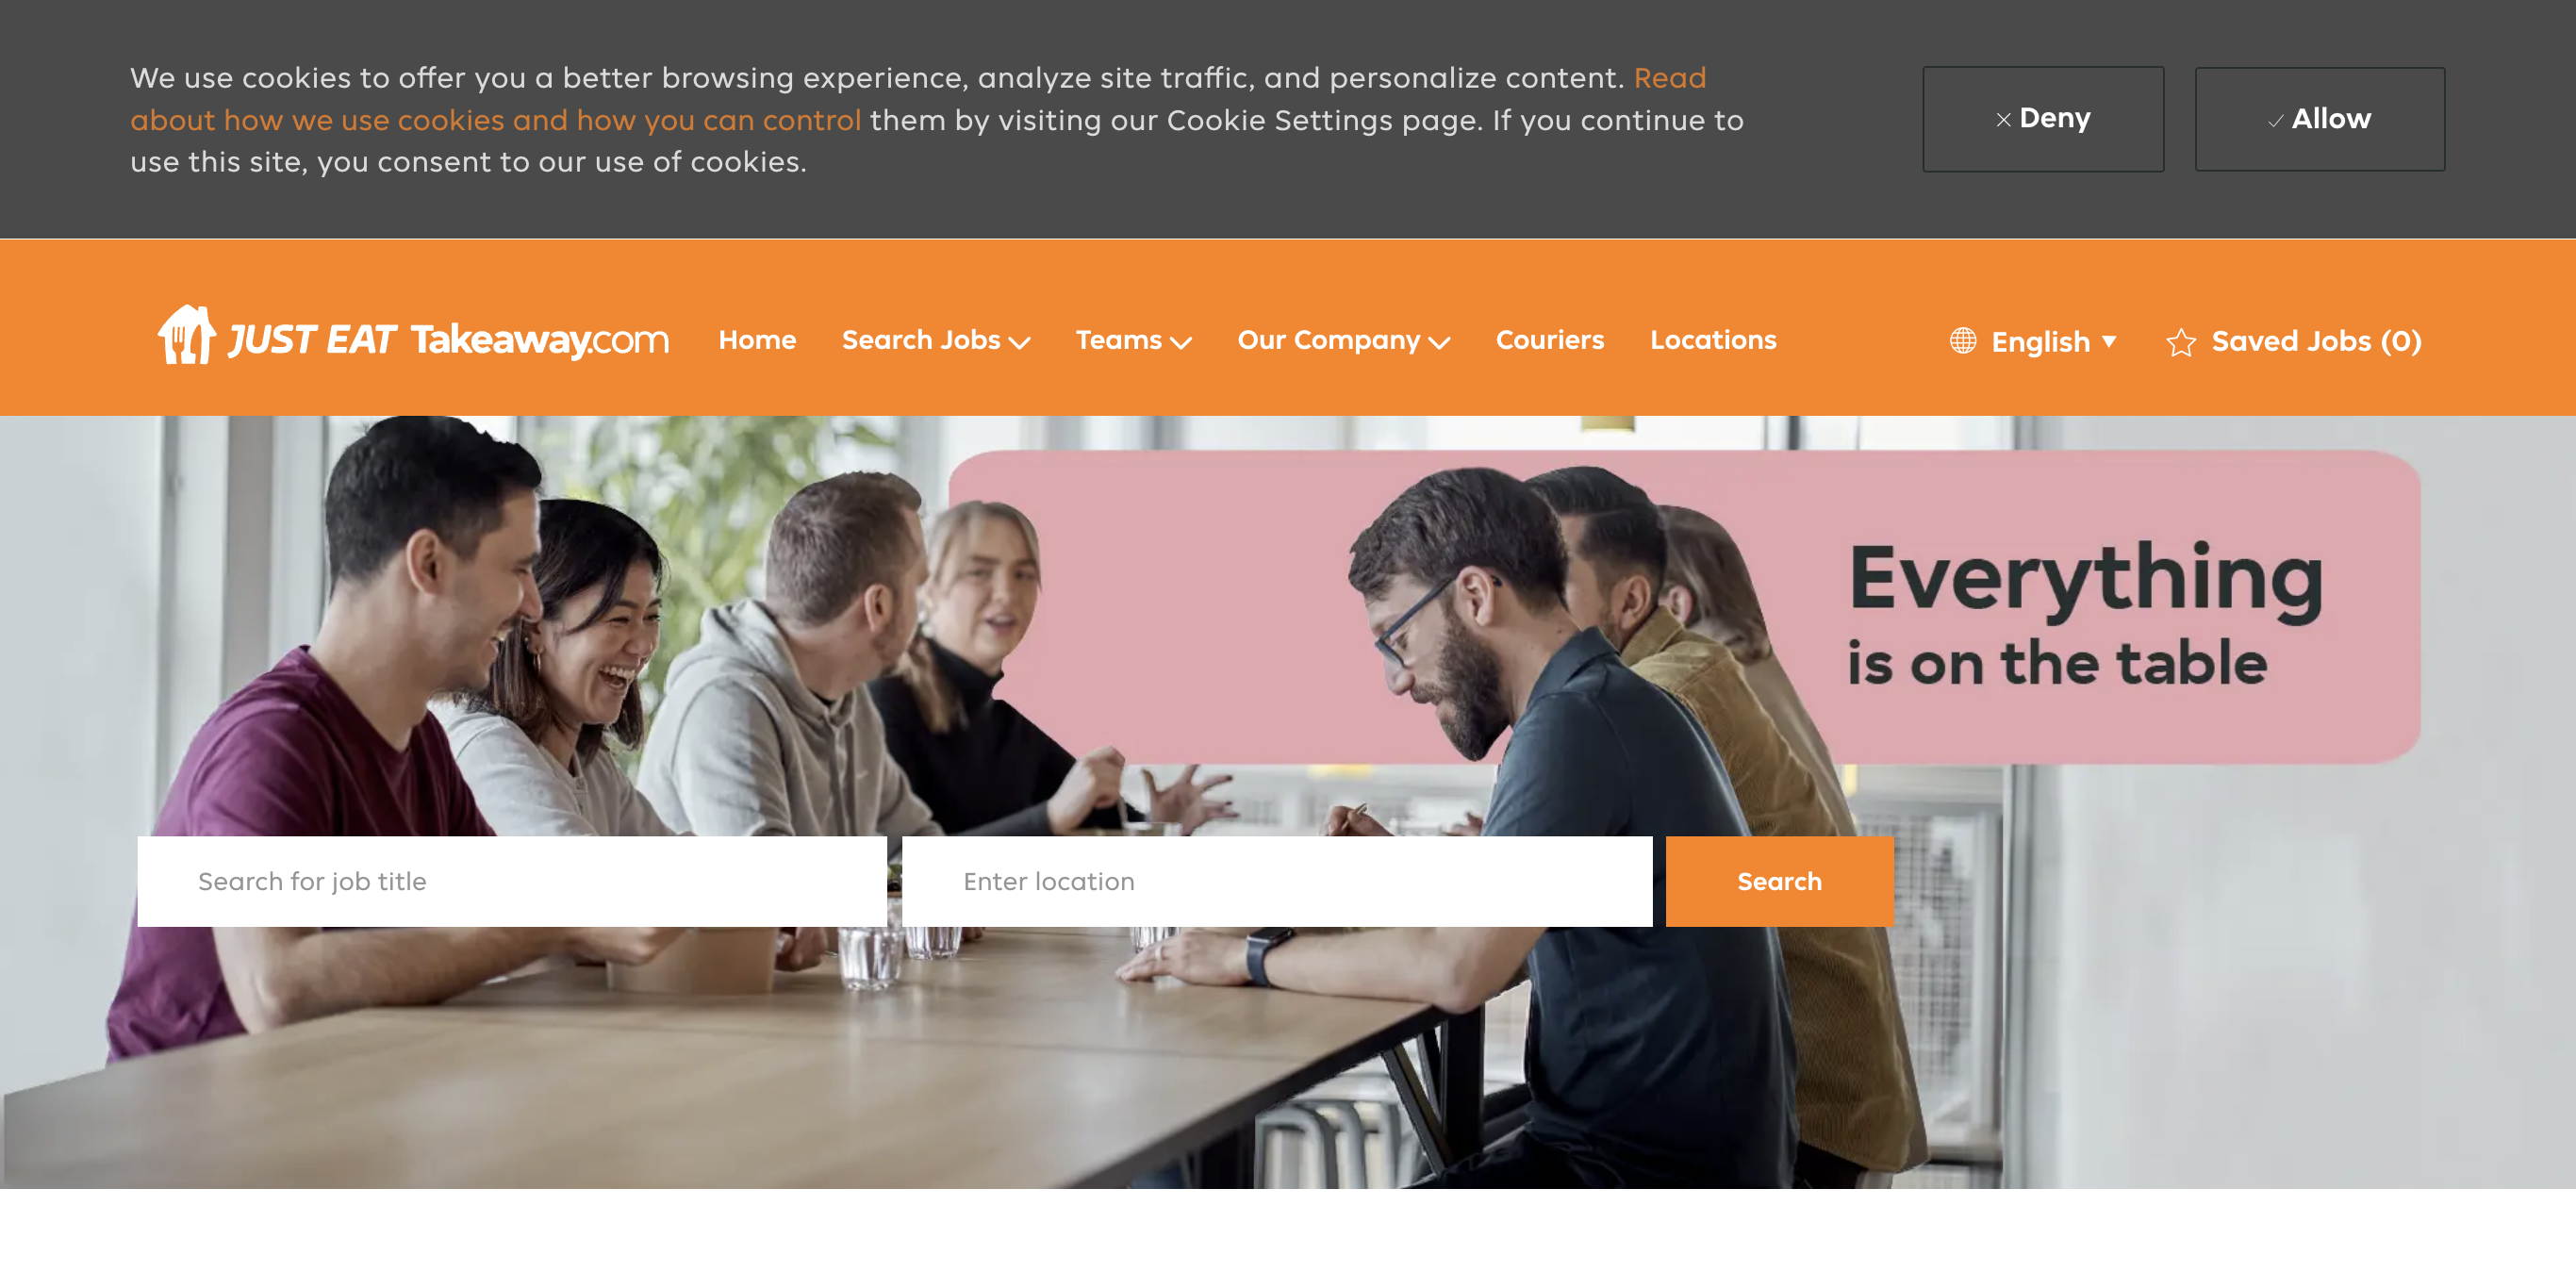 We use cookies to offer you a better browsing experience, analyze site traffic, and personalize content. Read
about how we use cookies and how you can control them by visiting our Cookie Settings page. If you continue to
use this site, you consent to our use of cookies.
Deny
Allow
JUST EAT Takeaway.com
Home
Search Jobs
Teams
Our Company
Couriers
Locations
English
Saved Jobs (0)
Everything
is on the table
Search for job title
Enter location
Search